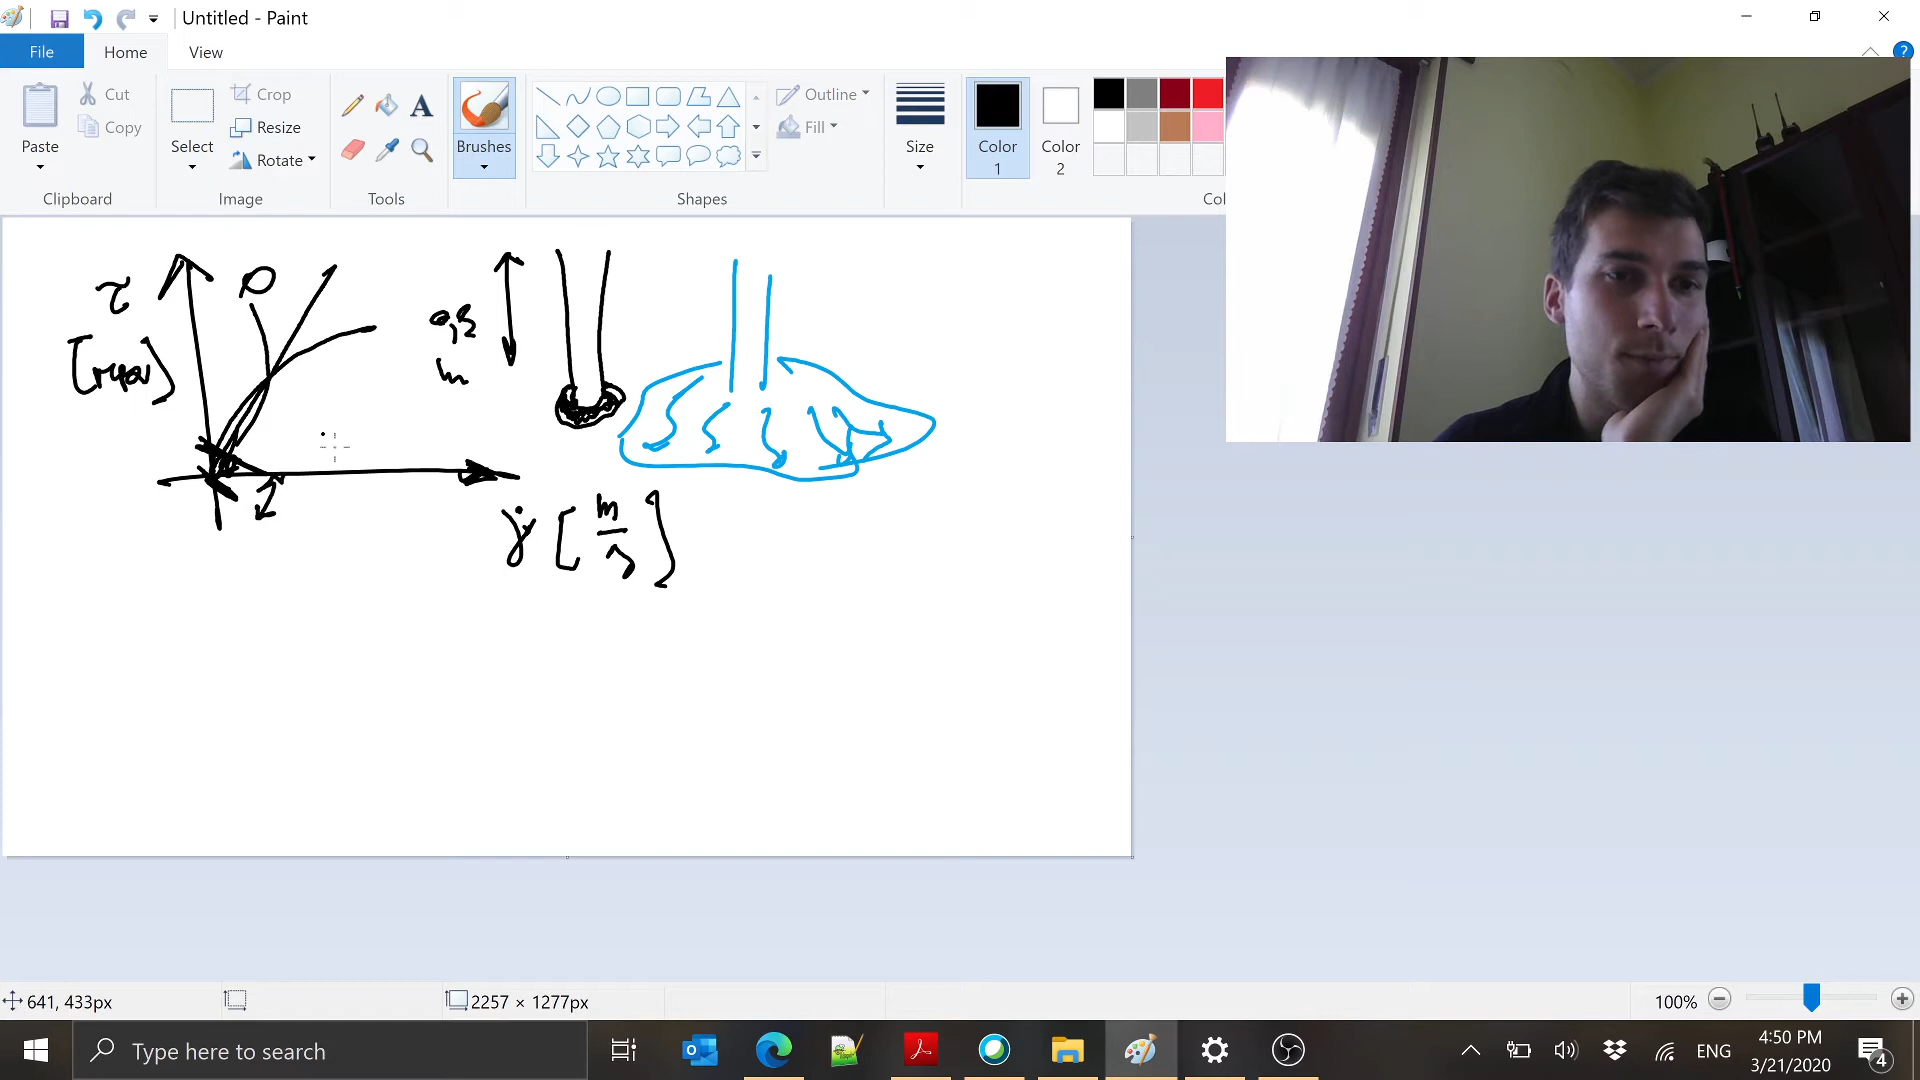 Untitled - Paint
File
Home
View
Paste
Cut
Copy
Clipboard
Select
Crop
Resize
Rotate
Image
Tools
Brushes
Shapes
Outline
Fill
Size
Color
1
Color
2
Col
τ
m
γ̇ [m/s]
641, 433px
2257 × 1277px
100%
Type here to search
ENG
4:50 PM
3/21/2020
4